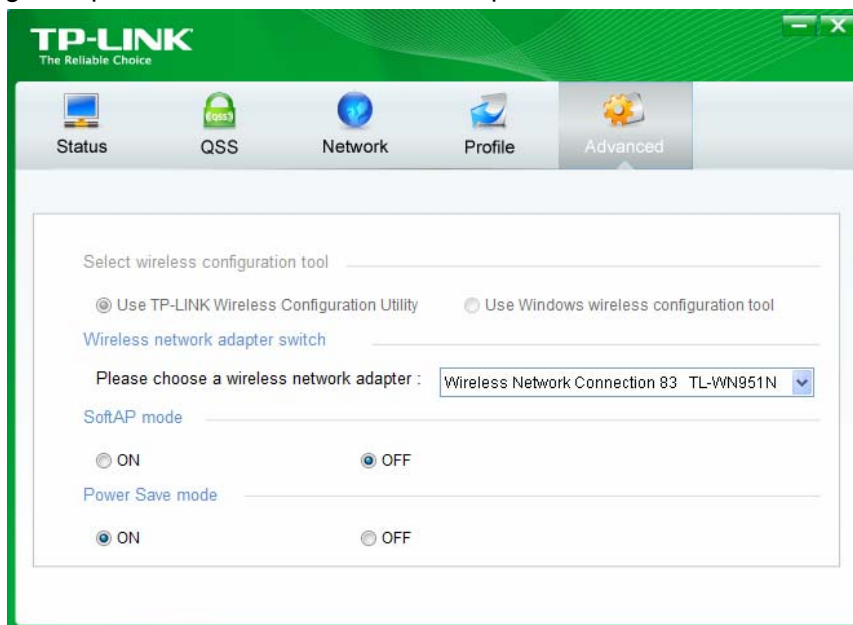 TP-LINK
The Reliable Choice
Status QSS Network Profile Advanced
Select wireless configuration tool
Use TP-LINK Wireless Configuration Utility Use Windows wireless configuration tool
Wireless network adapter switch
Please choose a wireless network adapter : Wireless Network Connection 83 TL-WN951N
SoftAP mode
ON OFF
Power Save mode
ON OFF